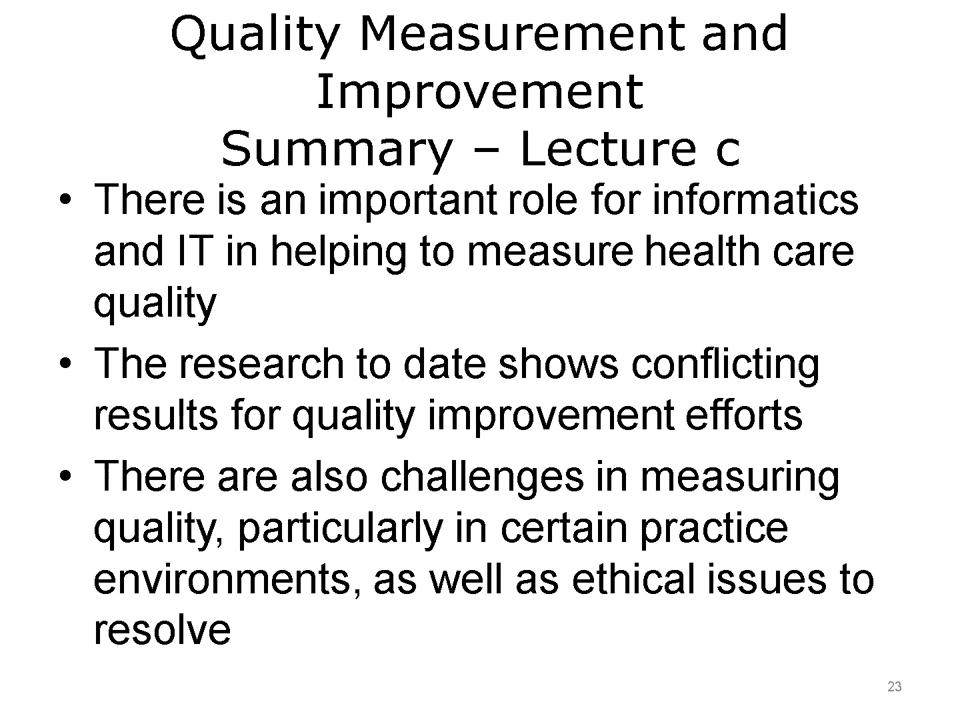 Quality Measurement and
Improvement
Summary – Lecture c
• There is an important role for informatics
and IT in helping to measure health care
quality
• The research to date shows conflicting
results for quality improvement efforts
• There are also challenges in measuring
quality, particularly in certain practice
environments, as well as ethical issues to
resolve
23